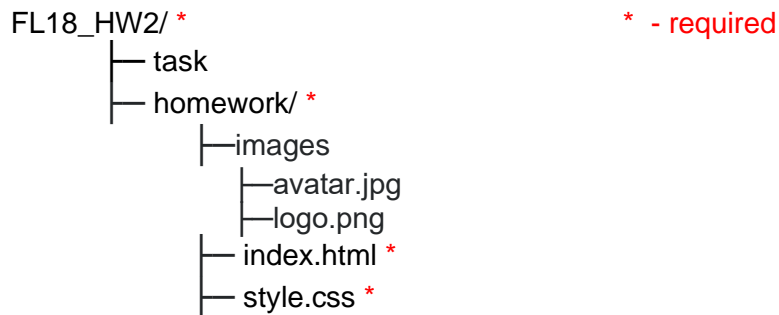 FL18_HW2/ * * - required
task
homework/ *
images
avatar.jpg
logo.png
index.html *
style.css *